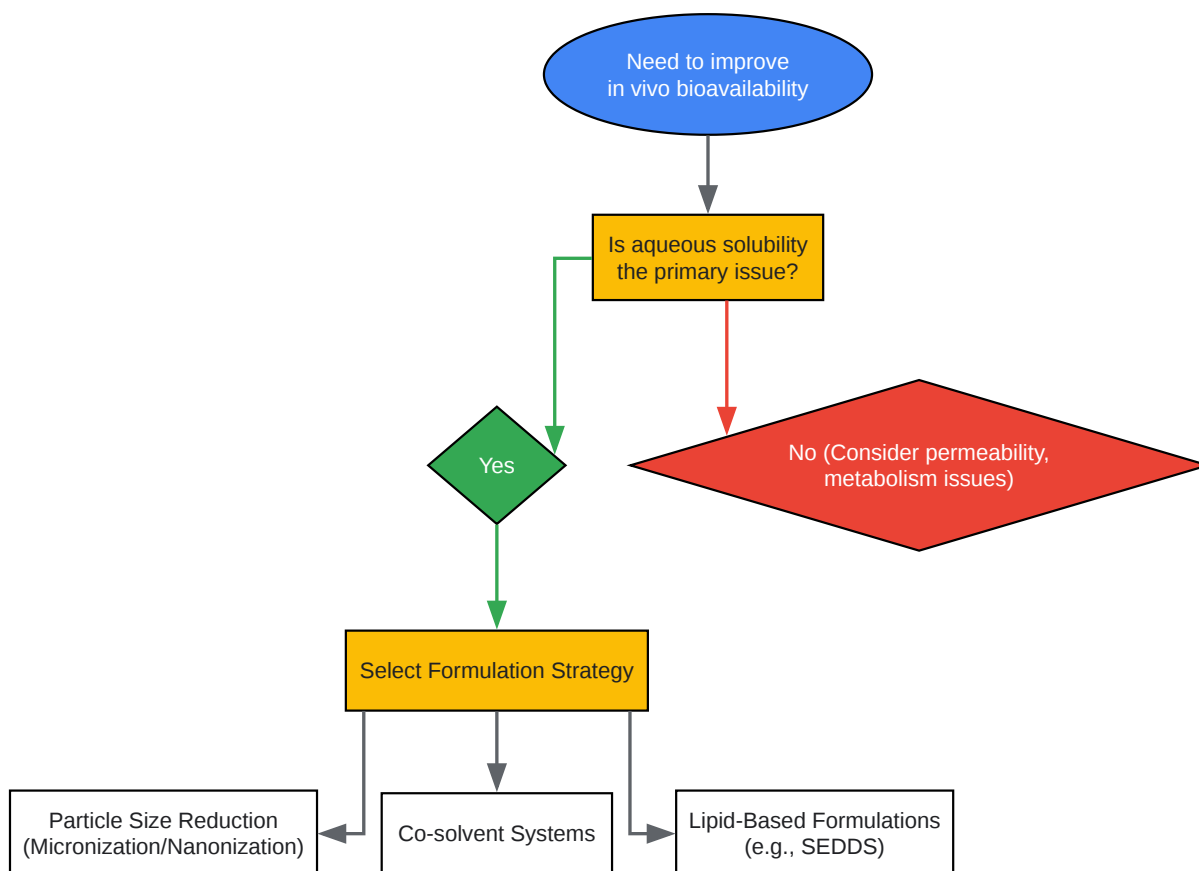 Need to improve
in vivo bioavailability
Is aqueous solubility
the primary issue?
Yes
No (Consider permeability,
metabolism issues)
Select Formulation Strategy
Particle Size Reduction
(Micronization/Nanonization)
Co-solvent Systems
Lipid-Based Formulations
(e.g., SEDDS)